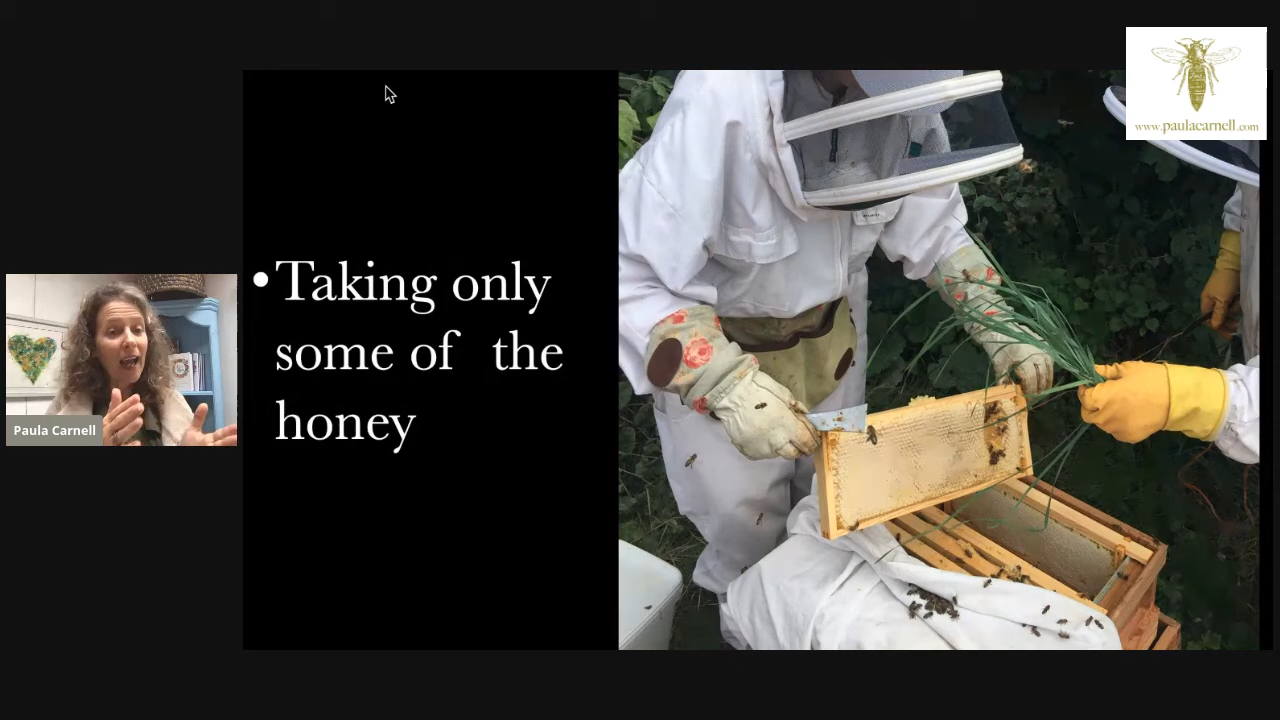 www.paulacarnell.com
• Taking only
some of the
honey
Paula Carnell